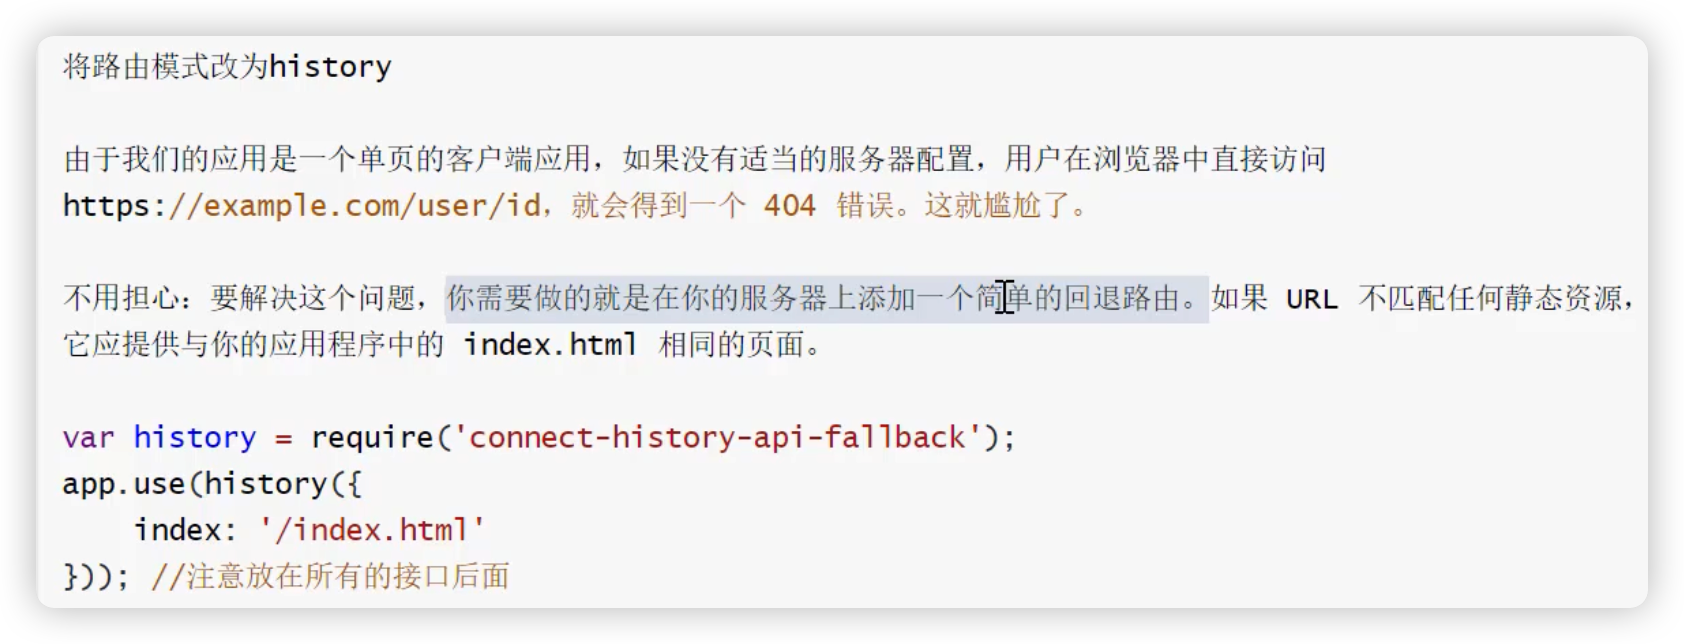 将路由模式改为history
由于我们的应用是一个单页的客户端应用，如果没有适当的服务器配置，用户在浏览器中直接访问
https://example.com/user/id，就会得到一个 404 错误。这就尴尬了。
不用担心：要解决这个问题，你需要做的就是在你的服务器上添加一个简单的回退路由。如果 URL 不匹配任何静态资源，
它应提供与你的应用程序中的 index.html 相同的页面。
var history = require('connect-history-api-fallback');
app.use(history({
    index: '/index.html'
})); //注意放在所有的接口后面